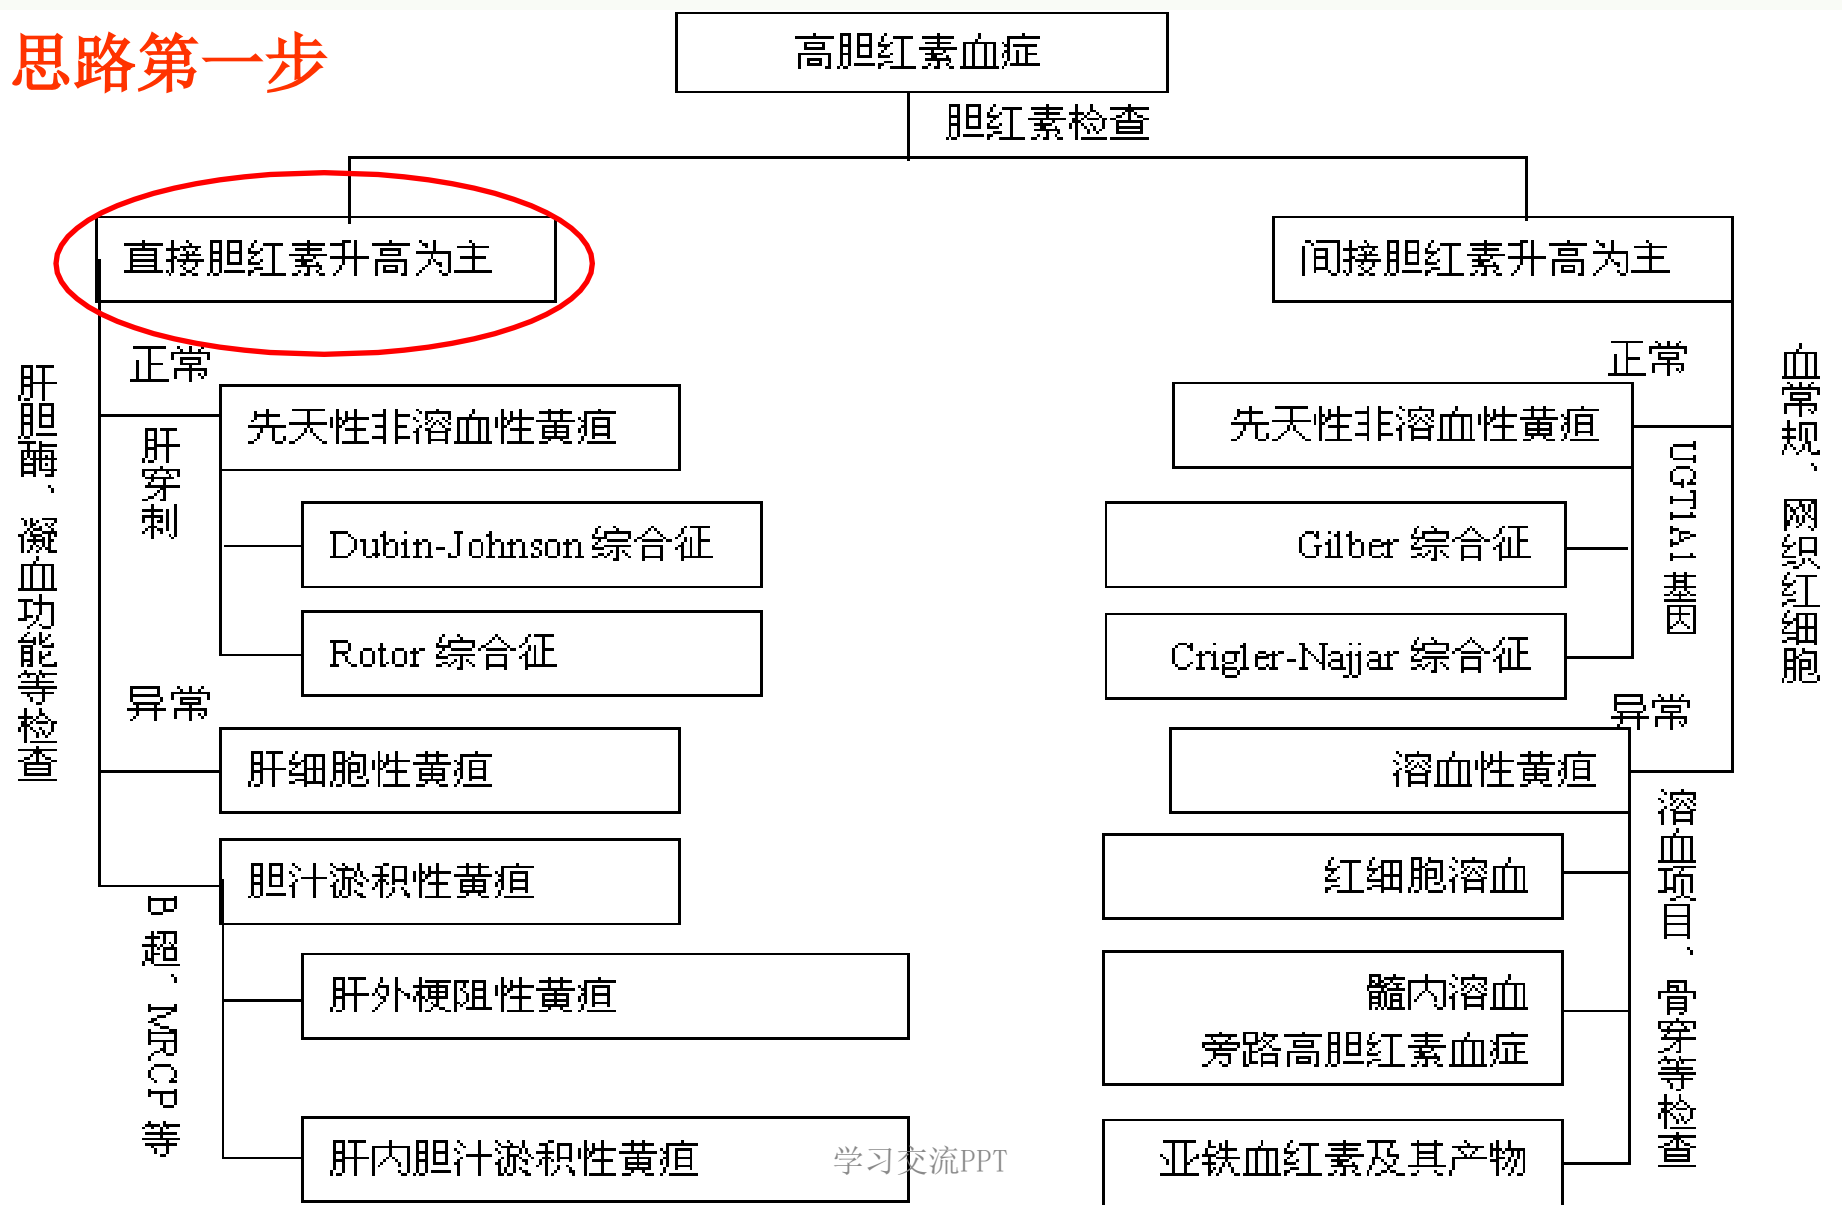 思路第一步
高胆红素血症
胆红素检查
直接胆红素升高为主
间接胆红素升高为主
肝胆酶、凝血功能等检查
正常
先天性非溶血性黄疸
肝穿刺
Dubin-Johnson 综合征
Rotor 综合征
异常
肝细胞性黄疸
胆汁淤积性黄疸
B 超、MRCP 等
肝外梗阻性黄疸
肝内胆汁淤积性黄疸
正常
血常规、网织红细胞
先天性非溶血性黄疸
UGT1A1 基因
Gilber 综合征
Crigler-Najjar 综合征
异常
溶血性黄疸
溶血项目、骨穿等检查
红细胞溶血
髓内溶血
旁路高胆红素血症
亚铁血红素及其产物
学习交流PPT